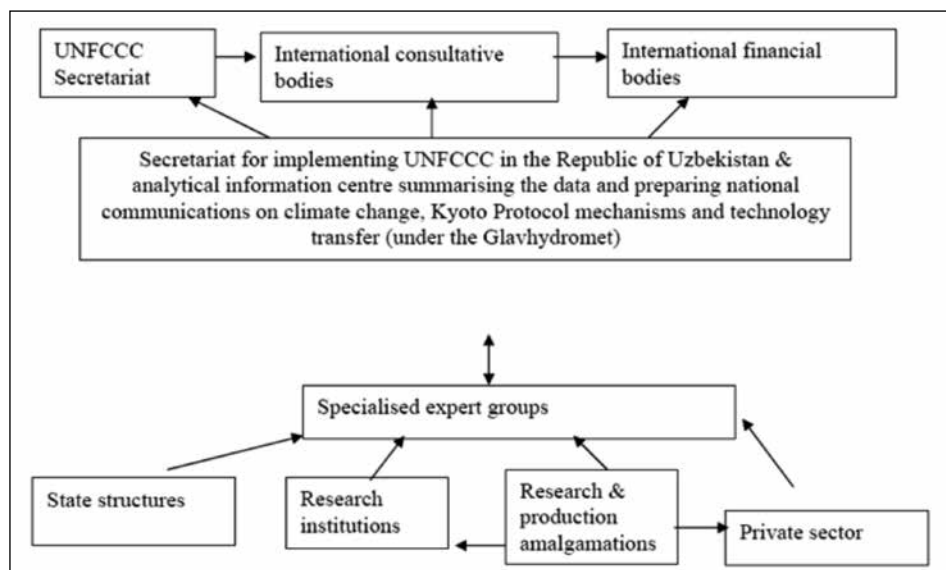 UNFCCC
Secretariat
International consultative
bodies
International financial
bodies
Secretariat for implementing UNFCCC in the Republic of Uzbekistan &
analytical information centre summarising the data and preparing national
communications on climate change, Kyoto Protocol mechanisms and technology
transfer (under the Glavhydromet)
Specialised expert groups
State structures
Research
institutions
Research &
production
amalgamations
Private sector